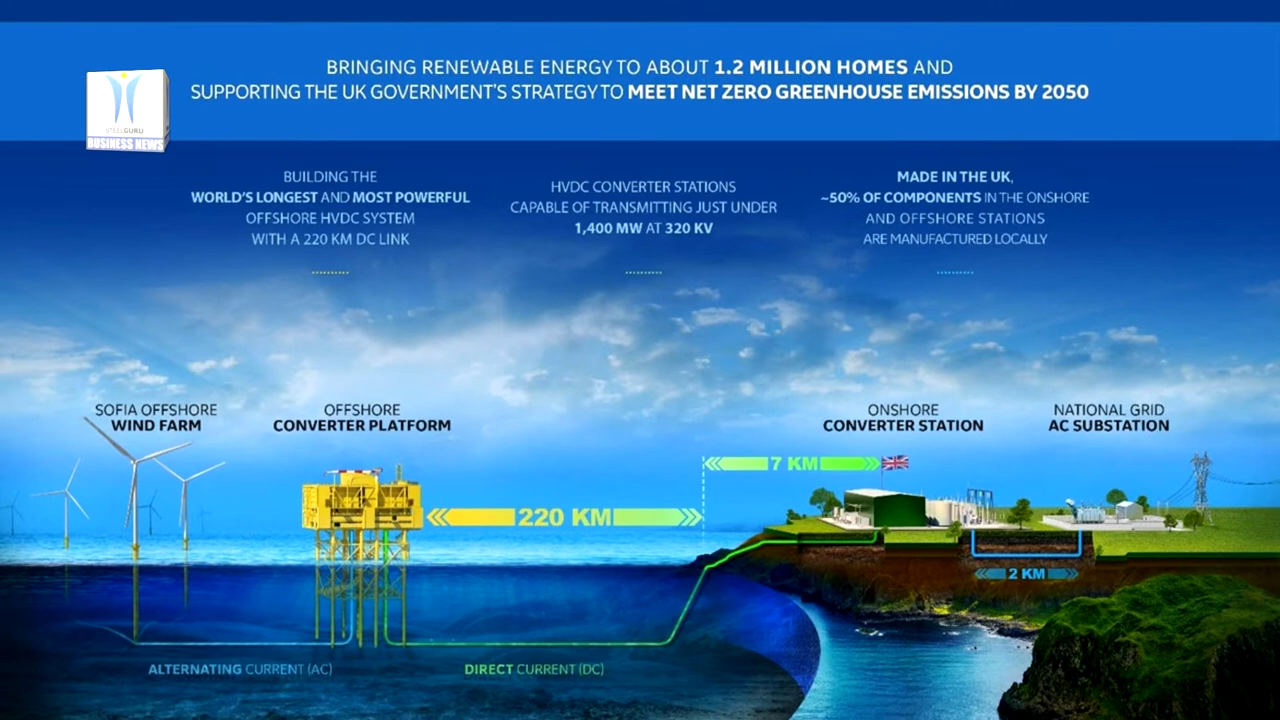 BRINGING RENEWABLE ENERGY TO ABOUT 1.2 MILLION HOMES AND
SUPPORTING THE UK GOVERNMENT'S STRATEGY TO MEET NET ZERO GREENHOUSE EMISSIONS BY 2050
STEELGURU
BUSINESS NEWS
BUILDING THE
WORLD'S LONGEST AND MOST POWERFUL
OFFSHORE HVDC SYSTEM
WITH A 220 KM DC LINK
HVDC CONVERTER STATIONS
CAPABLE OF TRANSMITTING JUST UNDER
1,400 MW AT 320 KV
MADE IN THE UK,
~50% OF COMPONENTS IN THE ONSHORE
AND OFFSHORE STATIONS
ARE MANUFACTURED LOCALLY
SOFIA OFFSHORE
WIND FARM
OFFSHORE
CONVERTER PLATFORM
ONSHORE
CONVERTER STATION
NATIONAL GRID
AC SUBSTATION
7 KM
220 KM
2 KM
ALTERNATING CURRENT (AC)
DIRECT CURRENT (DC)